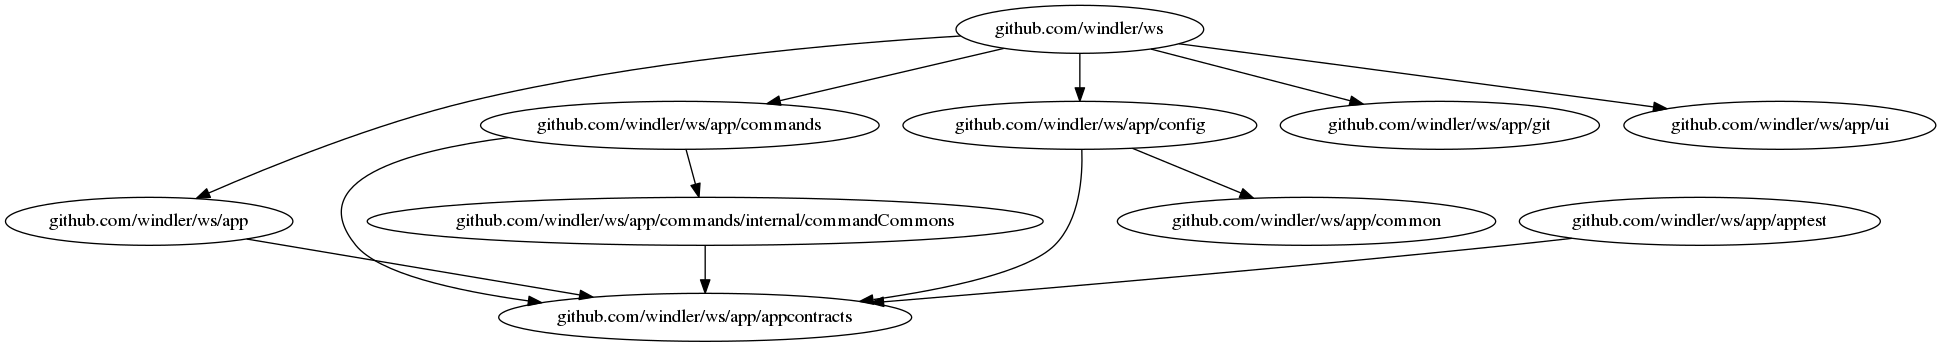 github.com/windler/ws
github.com/windler/ws/app/commands
github.com/windler/ws/app/config
github.com/windler/ws/app/git
github.com/windler/ws/app/ui
github.com/windler/ws/app
github.com/windler/ws/app/commands/internal/commandCommons
github.com/windler/ws/app/common
github.com/windler/ws/app/apptest
github.com/windler/ws/app/appcontracts